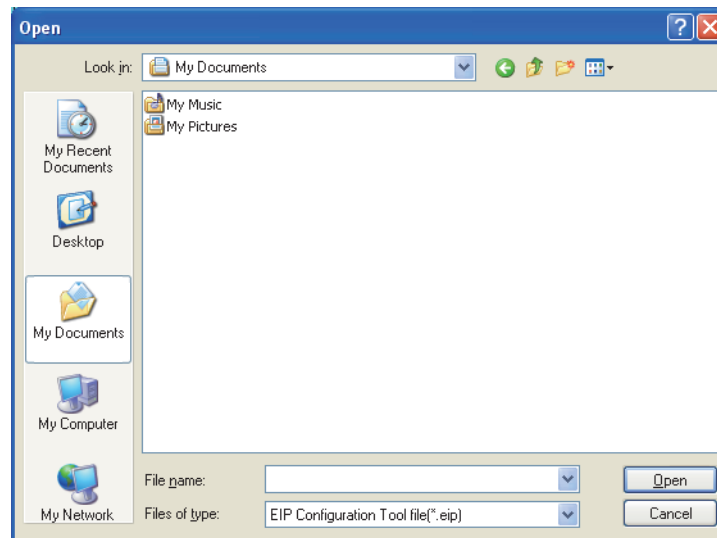 Open
Look in: My Documents
My Music
My Pictures
My Recent
Documents
Desktop
My Documents
My Computer
My Network
File name:
Open
Files of type: EIP Configuration Tool file(*.eip)
Cancel